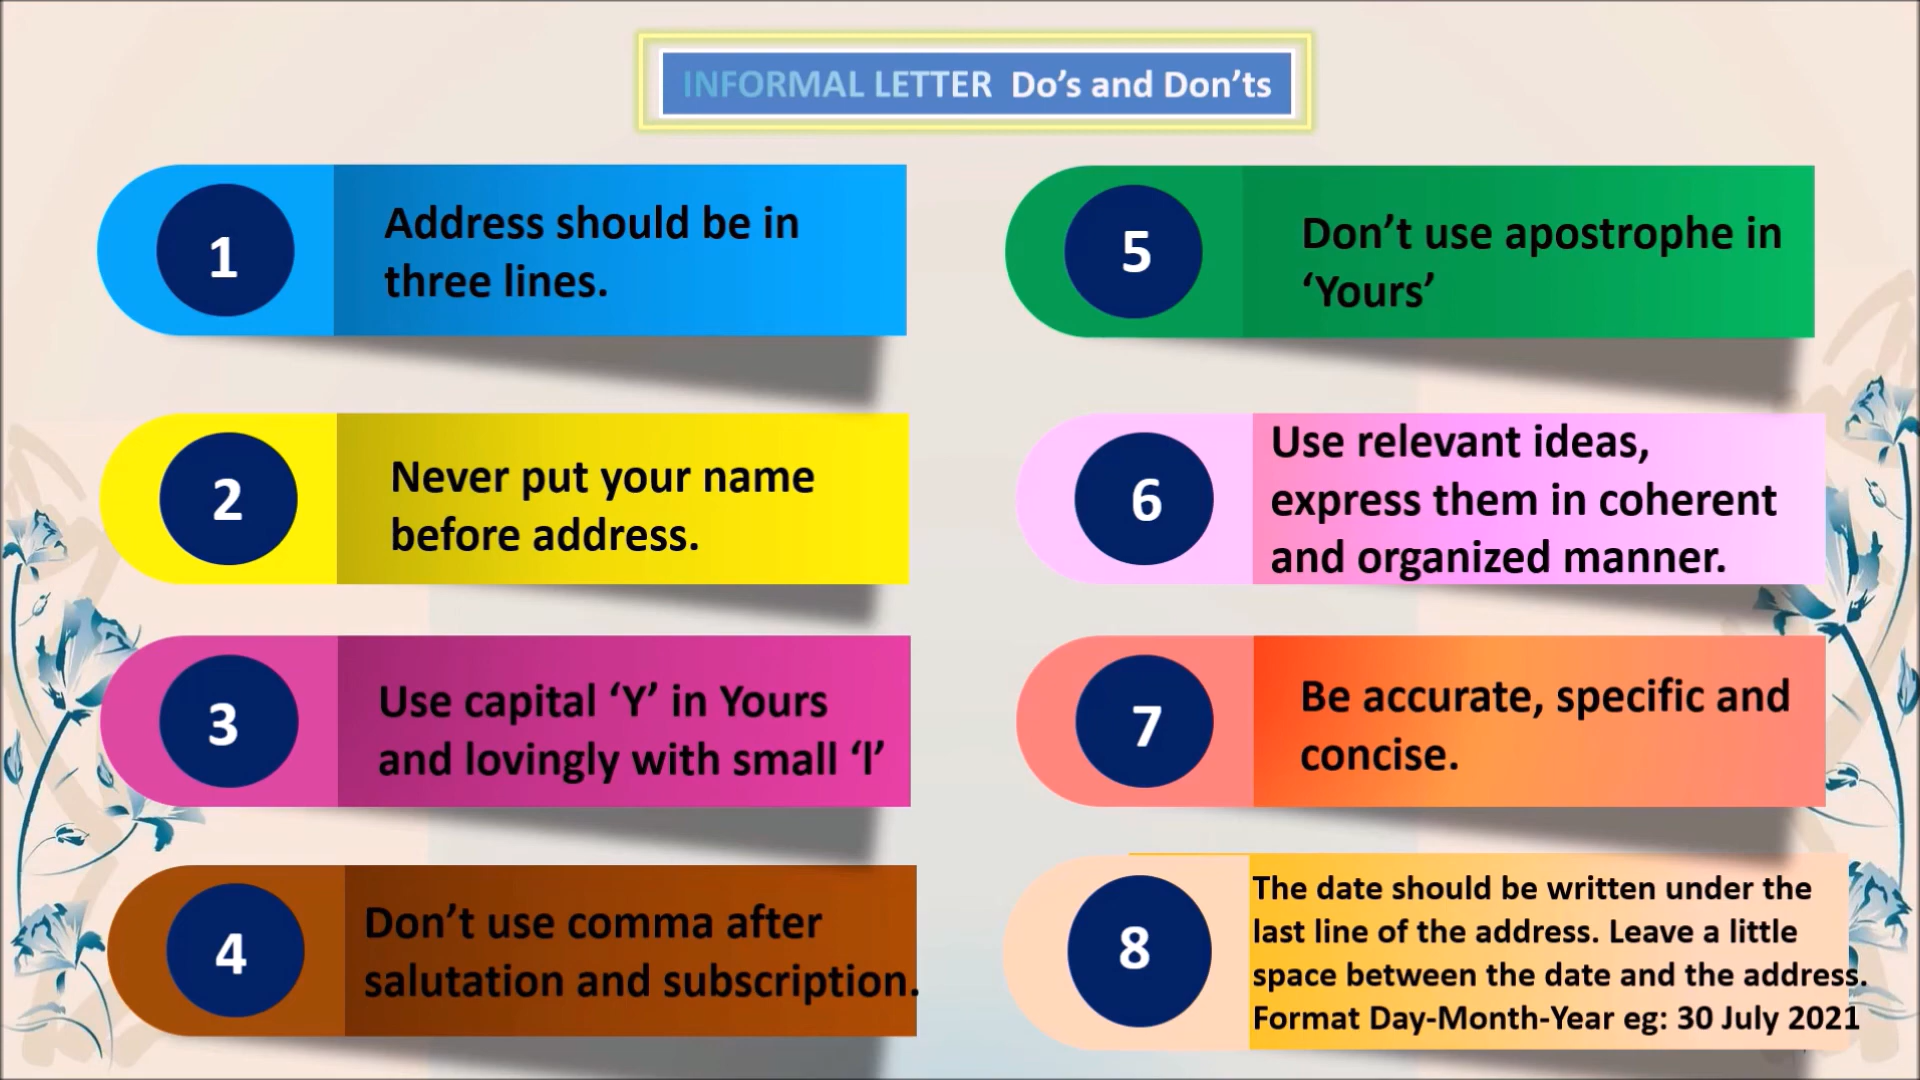 INFORMAL LETTER Do's and Don'ts
1
Address should be in
three lines.
2
Never put your name
before address.
3
Use capital ‘Y’ in Yours
and lovingly with small ‘l’
4
Don’t use comma after
salutation and subscription.
5
Don’t use apostrophe in
‘Yours’
6
Use relevant ideas,
express them in coherent
and organized manner.
7
Be accurate, specific and
concise.
8
The date should be written under the
last line of the address. Leave a little
space between the date and the address.
Format Day-Month-Year eg: 30 July 2021